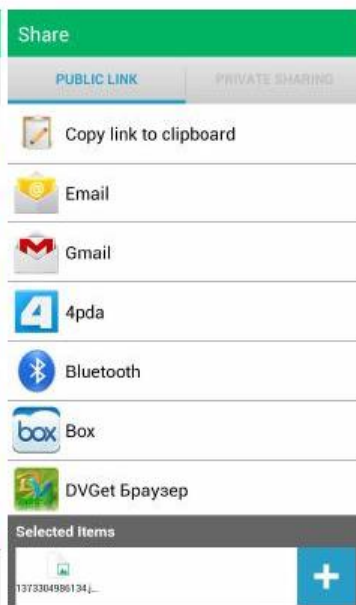 Share
PUBLIC LINK
PRIVATE SHARING
Copy link to clipboard
Email
Gmail
4pda
Bluetooth
box Box
DVGet Браузер
Selected Items
1373304986134.j...